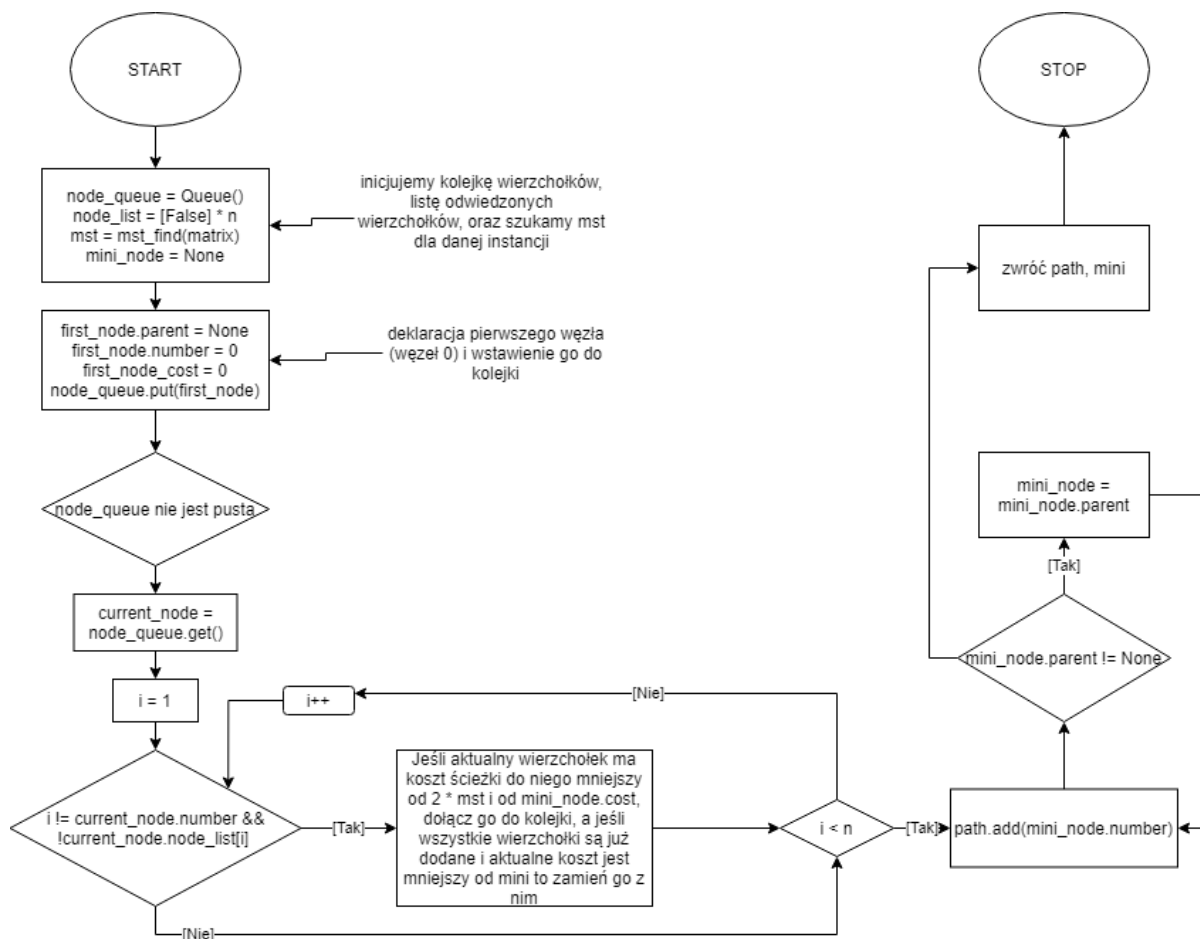 START
node_queue = Queue()
node_list = [False] * n
mst = mst_find(matrix)
mini_node = None
inicjujemy kolejkę wierzchołków,
listę odwiedzonych
wierzchołków, oraz szukamy mst
dla danej instancji
first_node.parent = None
first_node.number = 0
first_node_cost = 0
node_queue.put(first_node)
deklaracja pierwszego węzła
(węzeł 0) i wstawienie go do
kolejki
node_queue nie jest pusta
current_node =
node_queue.get()
i = 1
i++
[Nie]
i != current_node.number &&
!current_node.node_list[i]
[Tak]
[Nie]
Jeśli aktualny wierzchołek ma
koszt ścieżki do niego mniejszy
od 2 * mst i od mini_node.cost,
dołącz go do kolejki, a jeśli
wszystkie wierzchołki są już
dodane i aktualne koszt jest
mniejszy od mini to zamień go z
nim
i < n
[Tak]
path.add(mini_node.number)
mini_node.parent != None
[Tak]
mini_node =
mini_node.parent
zwróć path, mini
STOP